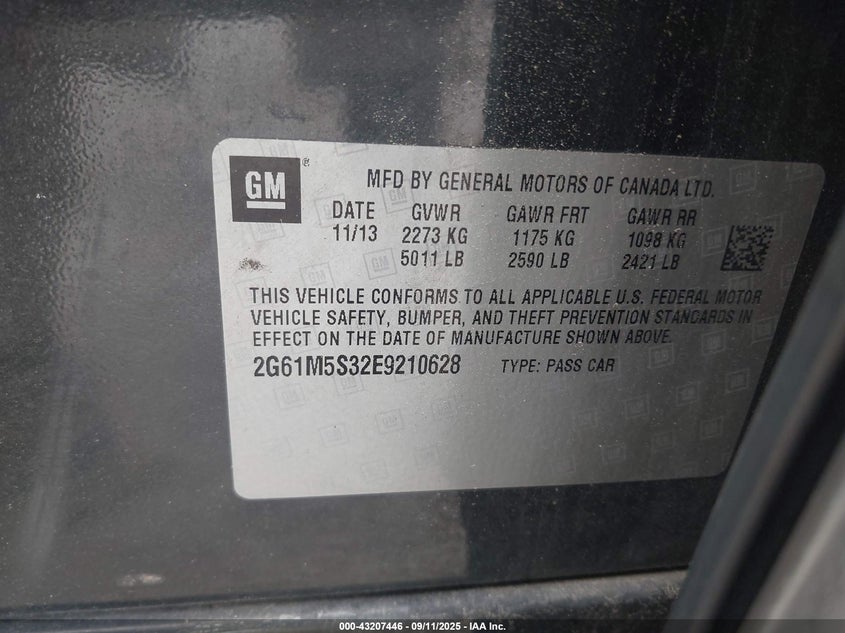 GM®
MFD BY GENERAL MOTORS OF CANADA LTD.
DATE GVWR GAWR FRT GAWR RR
11/13 2273 KG 1175 KG 1098 KG
5011 LB 2590 LB 2421 LB
THIS VEHICLE CONFORMS TO ALL APPLICABLE U.S. FEDERAL MOTOR
VEHICLE SAFETY, BUMPER, AND THEFT PREVENTION STANDARDS IN
EFFECT ON THE DATE OF MANUFACTURE SHOWN ABOVE.
2G61M5S32E9210628 TYPE: PASS CAR
000-43207446 - 09/11/2025 - IAA Inc.